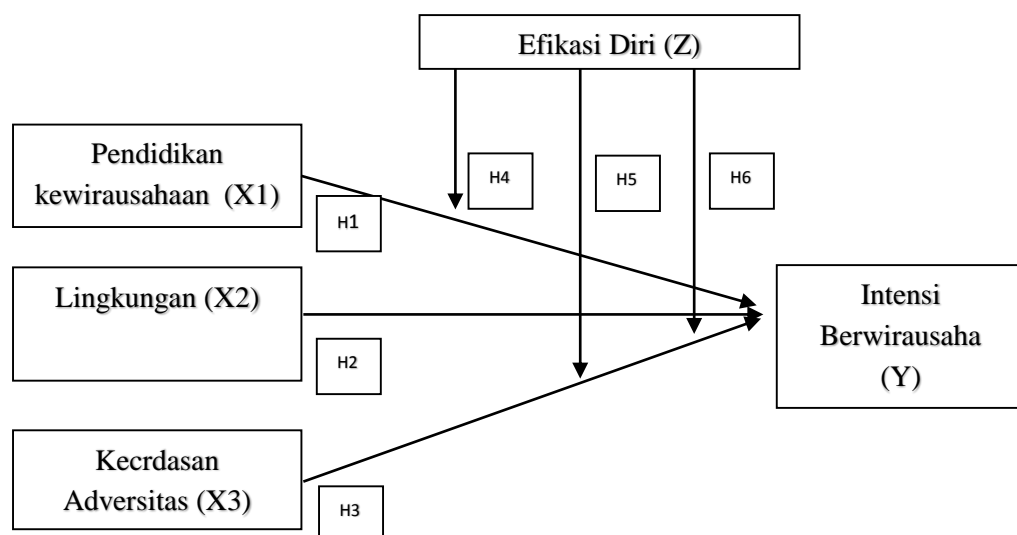 Efikasi Diri (Z)
Pendidikan
kewirausahaan (X1)
H4
H5
H6
H1
Lingkungan (X2)
Intensi
Berwirausaha
(Y)
H2
Kecrdasan
Adversitas (X3)
H3